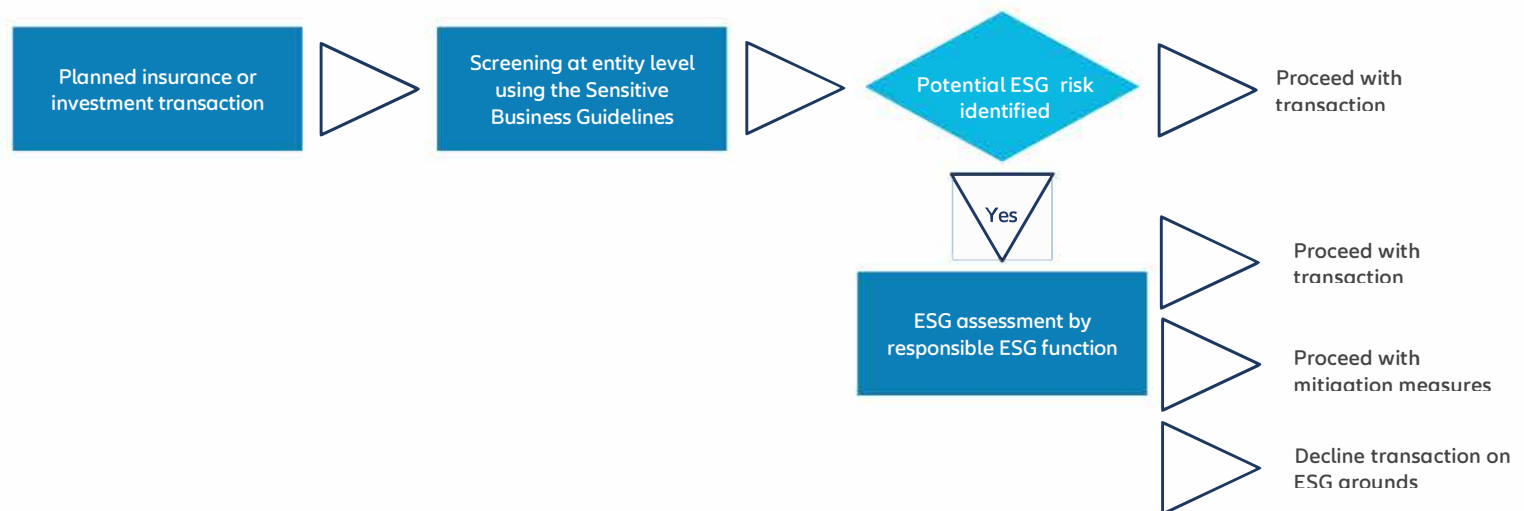 Planned insurance or
investment transaction
Screening at entity level
using the Sensitive
Business Guidelines
Potential ESG risk
identified
Proceed with
transaction
Yes
ESG assessment by
responsible ESG function
Proceed with
transaction
Proceed with
mitigation measures
Decline transaction on
ESG grounds